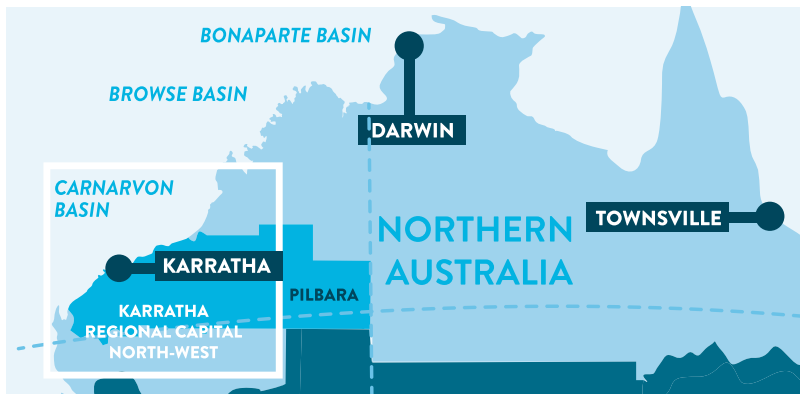 BONAPARTE BASIN
BROWSE BASIN
DARWIN
CARNARVON
BASIN
TOWNSVILLE
NORTHERN
AUSTRALIA
KARRATHA
PILBARA
KARRATHA
REGIONAL CAPITAL
NORTH-WEST